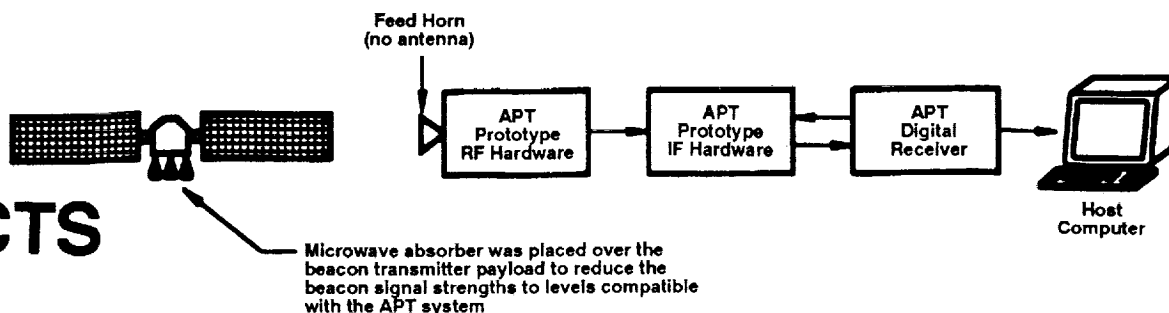 Feed Horn
(no antenna)
APT
Prototype
RF Hardware
APT
Prototype
IF Hardware
APT
Digital
Receiver
Host
Computer
CTS
Microwave absorber was placed over the
beacon transmitter payload to reduce the
beacon signal strengths to levels compatible
with the APT system